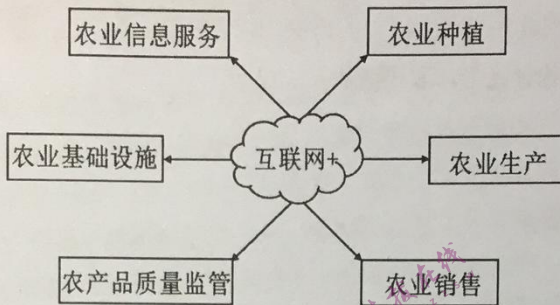 农业信息服务
农业种植
农业基础设施
互联网+
农业生产
农产品质量监管
农业销售